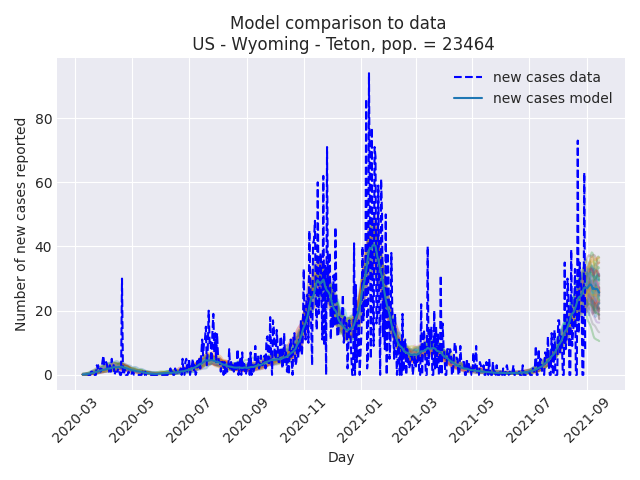 Model comparison to data
US - Wyoming - Teton, pop. = 23464
new cases data
new cases model
Number of new cases reported
80
60
40
20
0
2020-03
2020-05
2020-07
2020-09
2020-11
2021-01
2021-03
2021-05
2021-07
2021-09
Day